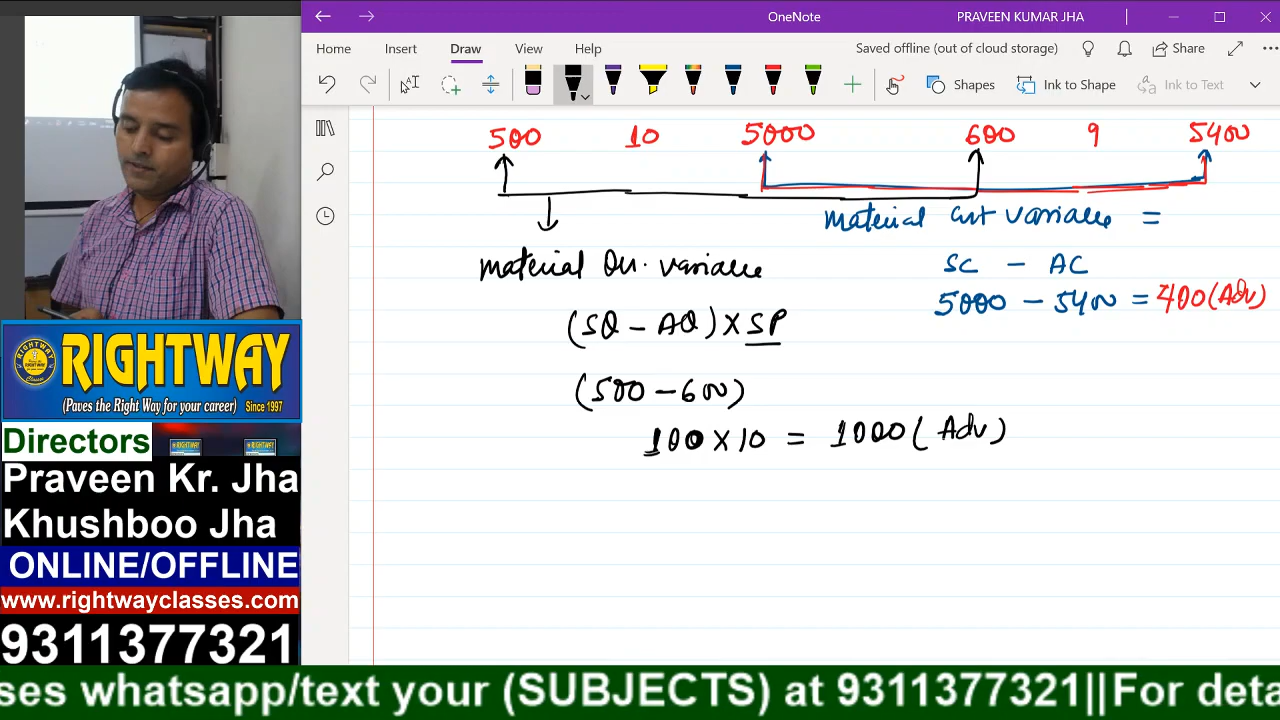 OneNote
PRAVEEN KUMAR JHA
Home Insert Draw View Help
Saved offline (out of cloud storage)
Share
Shapes Ink to Shape Ink to Text
500 10 5000 600 9 5400
material Qu. variance
material cost variance =
SC - AC
5000 - 5400 = 400 (Adv)
(SQ - AQ) X SP
(500 - 600)
100 X 10 = 1000 (Adv)
RIGHTWAY
Classes
(Paves the Right Way for your career) Since 1997
Directors
Praveen Kr. Jha
Khushboo Jha
ONLINE/OFFLINE
www.rightwayclasses.com
9311377321
ses whatsapp/text your (SUBJECTS) at 9311377321||For deta